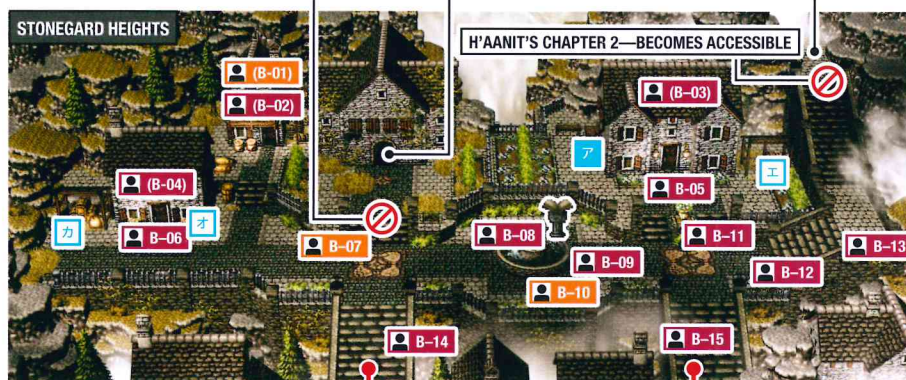 STONEGARD HEIGHTS
H'AANIT'S CHAPTER 2—BECOMES ACCESSIBLE
(B-01)
(B-02)
(B-03)
ア
(B-04)
エ
B-05
カ
オ
B-06
B-07
B-08
B-11
B-13
B-09
B-12
B-10
B-14
B-15